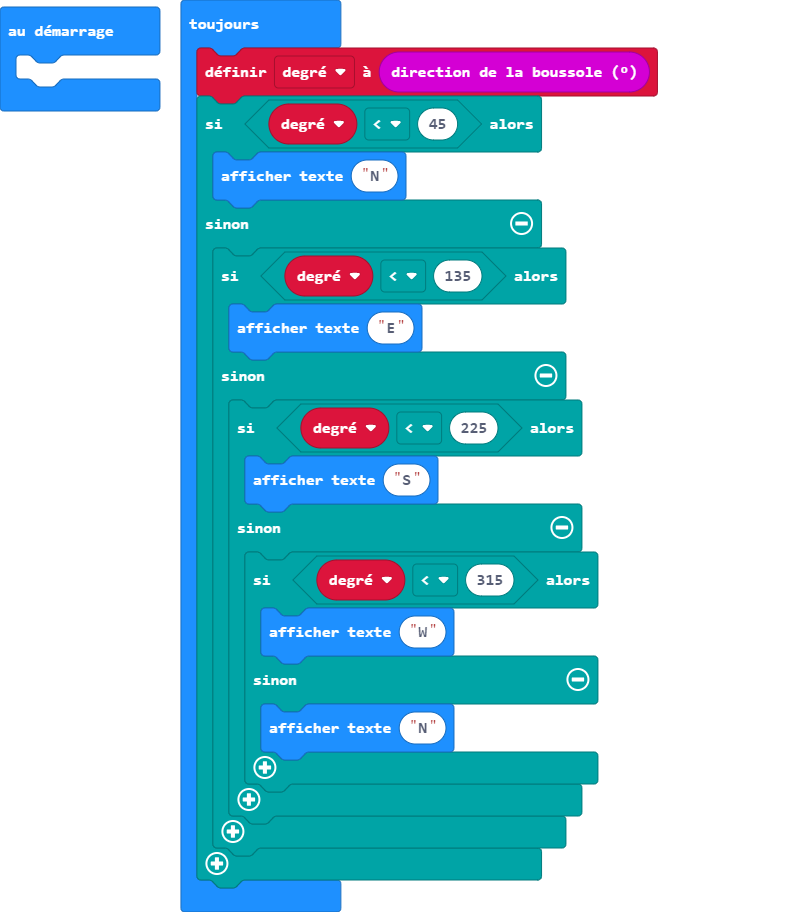 au démarrage
toujours
définir degré à direction de la boussole (°)
si degré < 45 alors
afficher texte "N"
sinon
si degré < 135 alors
afficher texte "E"
sinon
si degré < 225 alors
afficher texte "S"
sinon
si degré < 315 alors
afficher texte "W"
sinon
afficher texte "N"